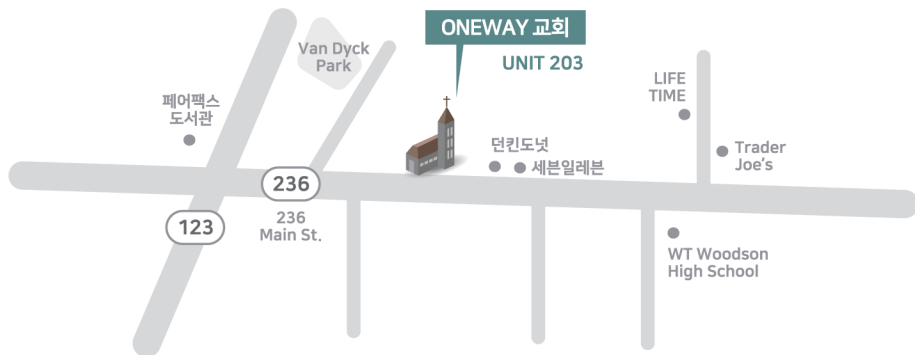 ONEWAY 교회
UNIT 203
Van Dyck
Park
페어팩스
도서관
LIFE
TIME
던킨도넛
세븐일레븐
Trader
Joe's
236
236
Main St.
123
WT Woodson
High School